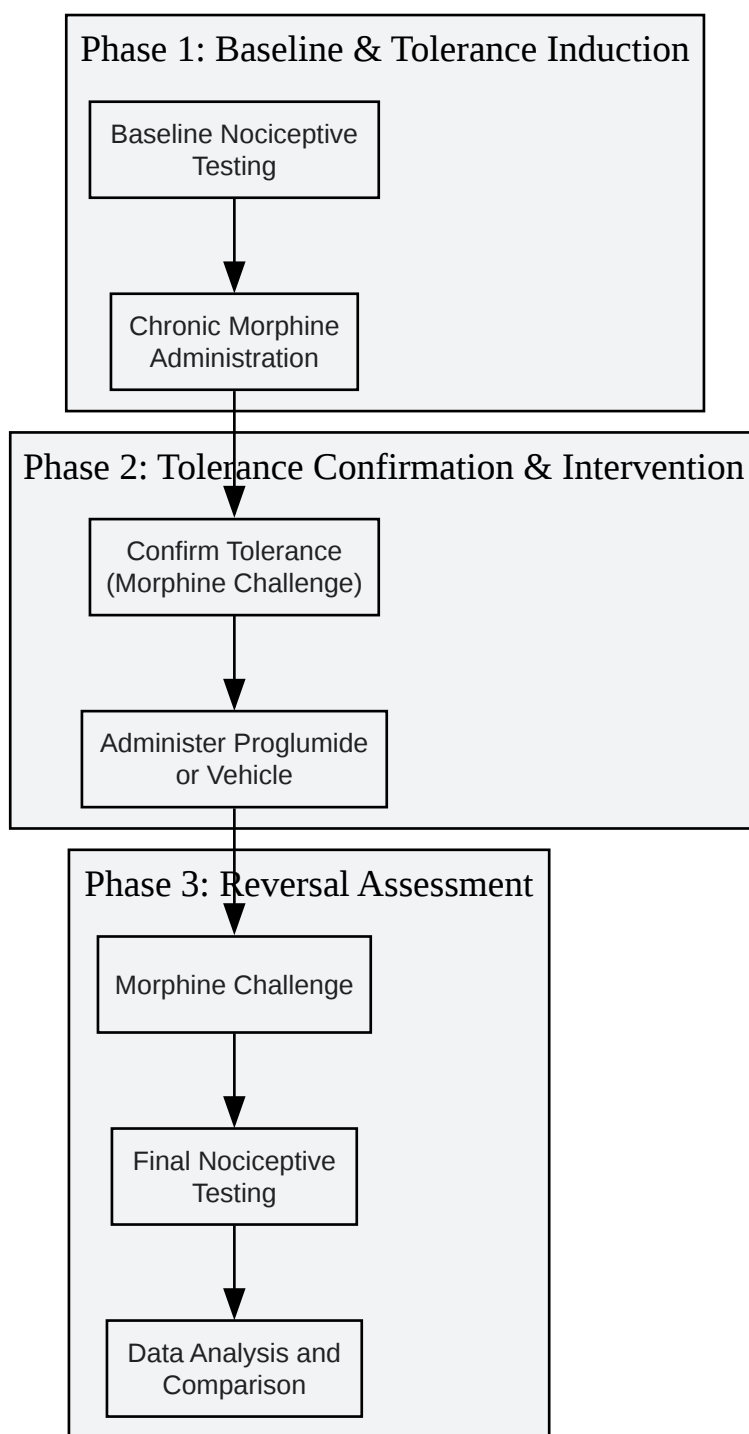 Phase 1: Baseline & Tolerance Induction
Baseline Nociceptive
Testing
Chronic Morphine
Administration
Phase 2: Tolerance Confirmation & Intervention
Confirm Tolerance
(Morphine Challenge)
Administer Proglumide
or Vehicle
Phase 3: Reversal Assessment
Morphine Challenge
Final Nociceptive
Testing
Data Analysis and
Comparison